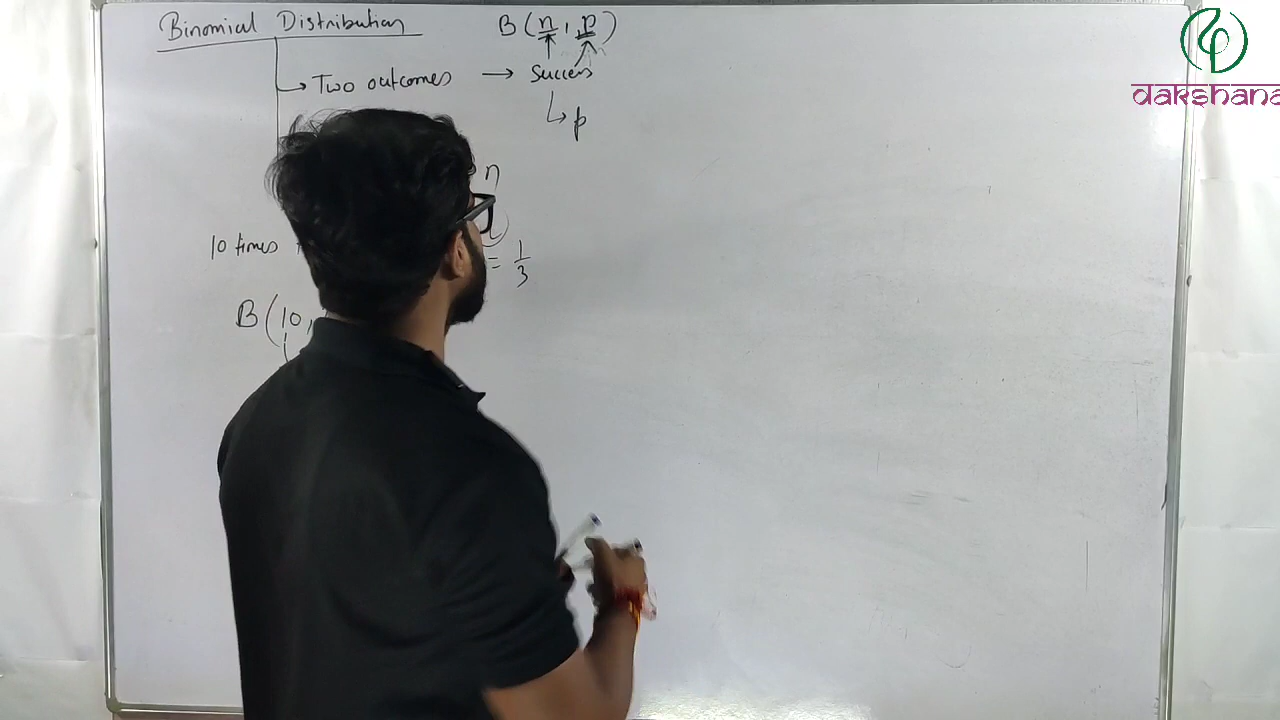 Binomial Distribution B(n, p)
Two outcomes → Success
p
n
10 times
= 1/3
B(10,
dakshana